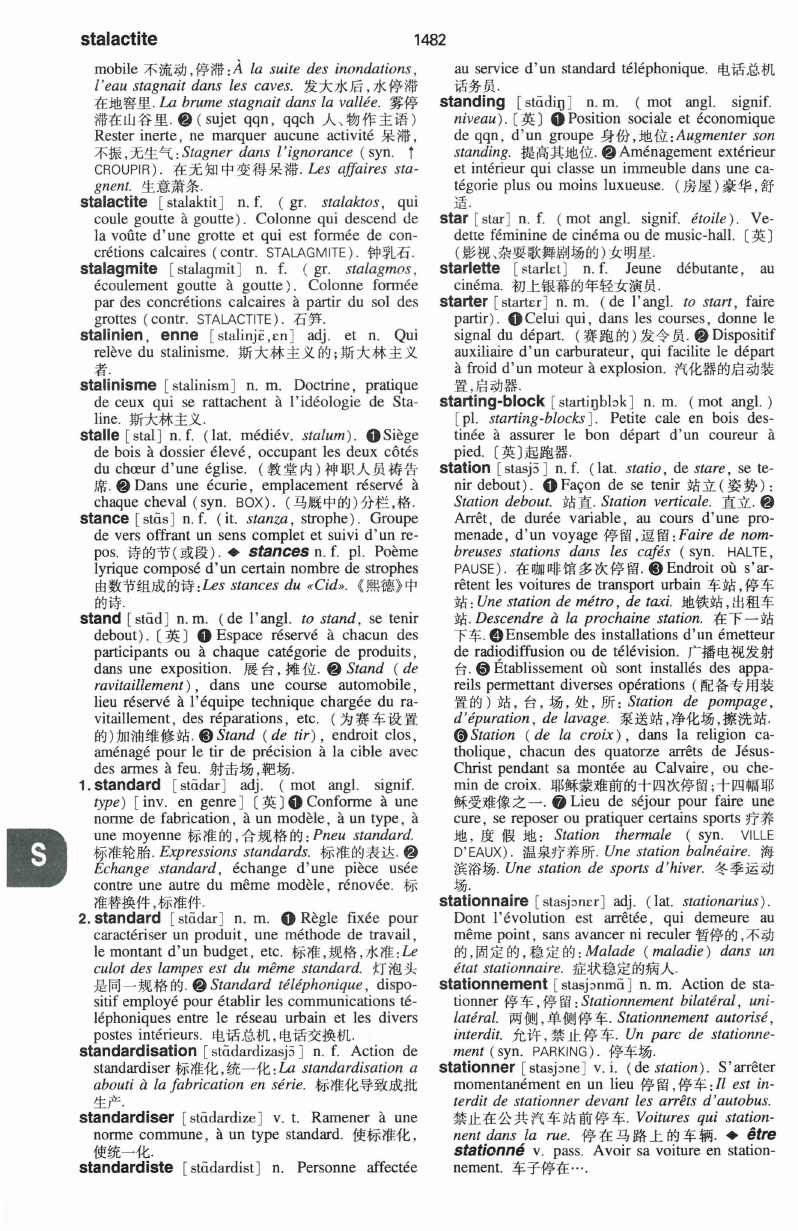 stalactite
1482
mobile 不流动,停滞:À la suite des inondations,
l'eau stagnait dans les caves. 发大水后,水停滞
在地窖里. La brume stagnait dans la vallée. 雾停
滞在山谷里. ❷ ( sujet qqn, qqch 人、物作主语)
Rester inerte, ne marquer aucune activité 呆滞,
不振,无生气:Stagner dans l'ignorance ( syn. ↑
CROUPIR). 在无知中变得呆滞. Les affaires sta-
gnent. 生意萧条.
stalactite [stalaktit] n. f. ( gr. stalaktos, qui
coule goutte à goutte). Colonne qui descend de
la voûte d'une grotte et qui est formée de con-
crétions calcaires (contr. STALAGMITE). 钟乳石.
stalagmite [stalagmit] n. f. ( gr. stalagmos,
écoulement goutte à goutte). Colonne formée
par des concrétions calcaires à partir du sol des
grottes (contr. STALACTITE). 石笋.
stalinien, enne [stalinjɛ̃,ɛn] adj. et n. Qui
relève du stalinisme. 斯大林主义的;斯大林主义
者.
stalinisme [stalinism] n. m. Doctrine, pratique
de ceux qui se rattachent à l'idéologie de Sta-
line. 斯大林主义.
stalle [stal] n. f. (lat. médiév. stalum). ❶Siège
de bois à dossier élevé, occupant les deux côtés
du chœur d'une église. (教堂内)神职人员祷告
席. ❷ Dans une écurie, emplacement réservé à
chaque cheval (syn. BOX). (马厩中的)分栏,格.
stance [stɑ̃s] n. f. (it. stanza, strophe). Groupe
de vers offrant un sens complet et suivi d'un re-
pos. 诗的节(或段). ◆ stances n. f. pl. Poème
lyrique composé d'un certain nombre de strophes
由数节组成的诗:Les stances du «Cid». 《熙德》中
的诗.
stand [stɑ̃d] n. m. (de l'angl. to stand, se tenir
debout). 〔英〕 ❶ Espace réservé à chacun des
participants ou à chaque catégorie de produits,
dans une exposition. 展台,摊位. ❷ Stand ( de
ravitaillement), dans une course automobile,
lieu réservé à l'équipe technique chargée du ra-
vitaillement, des réparations, etc. (为赛车设置
的)加油维修站. ❸ Stand ( de tir), endroit clos,
aménagé pour le tir de précision à la cible avec
des armes à feu. 射击场,靶场.
1. standard [stɑ̃dar] adj. ( mot angl. signif.
type) [inv. en genre] 〔英〕❶ Conforme à une
norme de fabrication, à un modèle, à un type, à
une moyenne 标准的,合规格的: Pneu standard.
标准轮胎. Expressions standards. 标准的表达. ❷
Échange standard, échange d'une pièce usée
contre une autre du même modèle, rénovée. 标
准替换件,标准件.
2. standard [stɑ̃dar] n. m. ❶ Règle fixée pour
caractériser un produit, une méthode de travail,
le montant d'un budget, etc. 标准,规格,水准:Le
culot des lampes est du même standard. 灯泡头
是同一规格的. ❷ Standard téléphonique, dispo-
sitif employé pour établir les communications té-
léphoniques entre le réseau urbain et les divers
postes intérieurs. 电话总机,电话交换机.
standardisation [stɑ̃dardizasjɔ̃] n. f. Action de
standardiser 标准化,统一化:La standardisation a
abouti à la fabrication en série. 标准化导致成批
生产.
standardiser [stɑ̃dardize] v. t. Ramener à une
norme commune, à un type standard. 使标准化,
使统一化.
standardiste [stɑ̃dardist] n. Personne affectée
S
au service d'un standard téléphonique. 电话总机
话务员.
standing [stɑ̃diŋ] n. m. ( mot angl. signif.
niveau).〔英〕❶ Position sociale et économique
de qqn, d'un groupe 身份,地位:Augmenter son
standing. 提高其地位. ❷ Aménagement extérieur
et intérieur qui classe un immeuble dans une ca-
tégorie plus ou moins luxueuse. (房屋)豪华,舒
适.
star [star] n. f. ( mot angl. signif. étoile). Ve-
dette féminine de cinéma ou de music-hall. 〔英〕
(影视、杂耍歌舞剧场的)女明星.
starlette [starlɛt] n. f. Jeune débutante, au
cinéma. 初上银幕的年轻女演员.
starter [startɛr] n. m. (de l'angl. to start, faire
partir). ❶Celui qui, dans les courses, donne le
signal du départ. (赛跑的)发令员. ❷ Dispositif
auxiliaire d'un carburateur, qui facilite le départ
à froid d'un moteur à explosion. 汽化器的启动装
置,启动器.
starting-block [startiŋblɔk] n. m. (mot angl.)
[pl. starting-blocks]. Petite cale en bois des-
tinée à assurer le bon départ d'un coureur à
pied. 〔英〕起跑器.
station [stasjɔ̃] n. f. (lat. statio, de stare, se te-
nir debout). ❶ Façon de se tenir 站立(姿势):
Station debout. 站直. Station verticale. 直立. ❷
Arrêt, de durée variable, au cours d'une pro-
menade, d'un voyage 停留,逗留:Faire de nom-
breuses stations dans les cafés ( syn. HALTE,
PAUSE). 在咖啡馆多次停留. ❸ Endroit où s'ar-
rêtent les voitures de transport urbain 车站,停车
站:Une station de métro, de taxi. 地铁站,出租车
站. Descendre à la prochaine station. 在下一站
下车. ❹Ensemble des installations d'un émetteur
de radiodiffusion ou de télévision. 广播电视发射
台. ❺ Établissement où sont installés des appa-
reils permettant diverses opérations (配备专用装
置的) 站, 台, 场, 处, 所: Station de pompage,
d'épuration, de lavage. 泵送站,净化场,擦洗站.
❻ Station ( de la croix), dans la religion ca-
tholique, chacun des quatorze arrêts de Jésus-
Christ pendant sa montée au Calvaire, ou che-
min de croix. 耶稣蒙难前的十四次停留;十四幅耶
稣受难像之一. ❼ Lieu de séjour pour faire une
cure, se reposer ou pratiquer certains sports 疗养
地, 度 假 地: Station thermale ( syn. VILLE
D'EAUX). 温泉疗养所. Une station balnéaire. 海
滨浴场. Une station de sports d'hiver. 冬季运动
场.
stationnaire [stasjɔnɛr] adj. (lat. stationarius).
Dont l'évolution est arrêtée, qui demeure au
même point, sans avancer ni reculer 暂停的,不动
的,固定的,稳定的: Malade ( maladie) dans un
état stationnaire. 症状稳定的病人.
stationnement [stasjɔnmɑ̃] n. m. Action de sta-
tionner 停车,停留:Stationnement bilatéral, uni-
latéral. 两侧,单侧停车. Stationnement autorisé,
interdit. 允许,禁止停车. Un parc de stationne-
ment (syn. PARKING). 停车场.
stationner [stasjɔne] v. i. (de station). S'arrêter
momentanément en un lieu 停留,停车:Il est in-
terdit de stationner devant les arrêts d'autobus.
禁止在公共汽车站前停车. Voitures qui station-
nent dans la rue. 停在马路上的车辆. ◆ être
stationné v. pass. Avoir sa voiture en station-
nement. 车子停在….